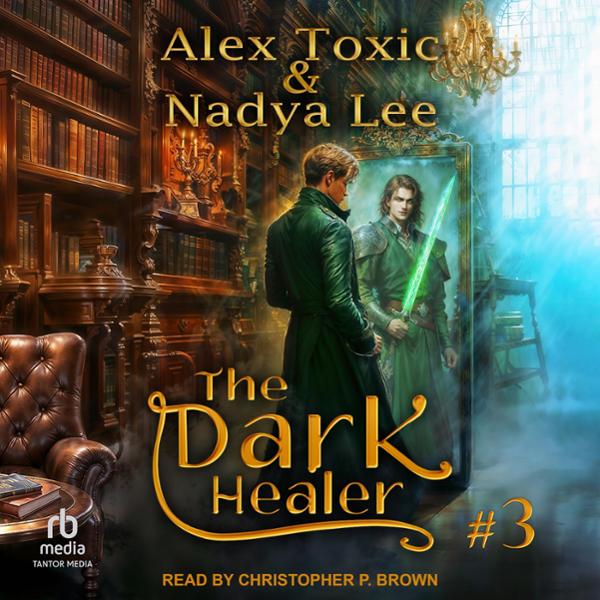 Alex Toxic
&
Nadya Lee
The
Dark
Healer
#3
rb
media
TANTOR MEDIA
READ BY CHRISTOPHER P. BROWN